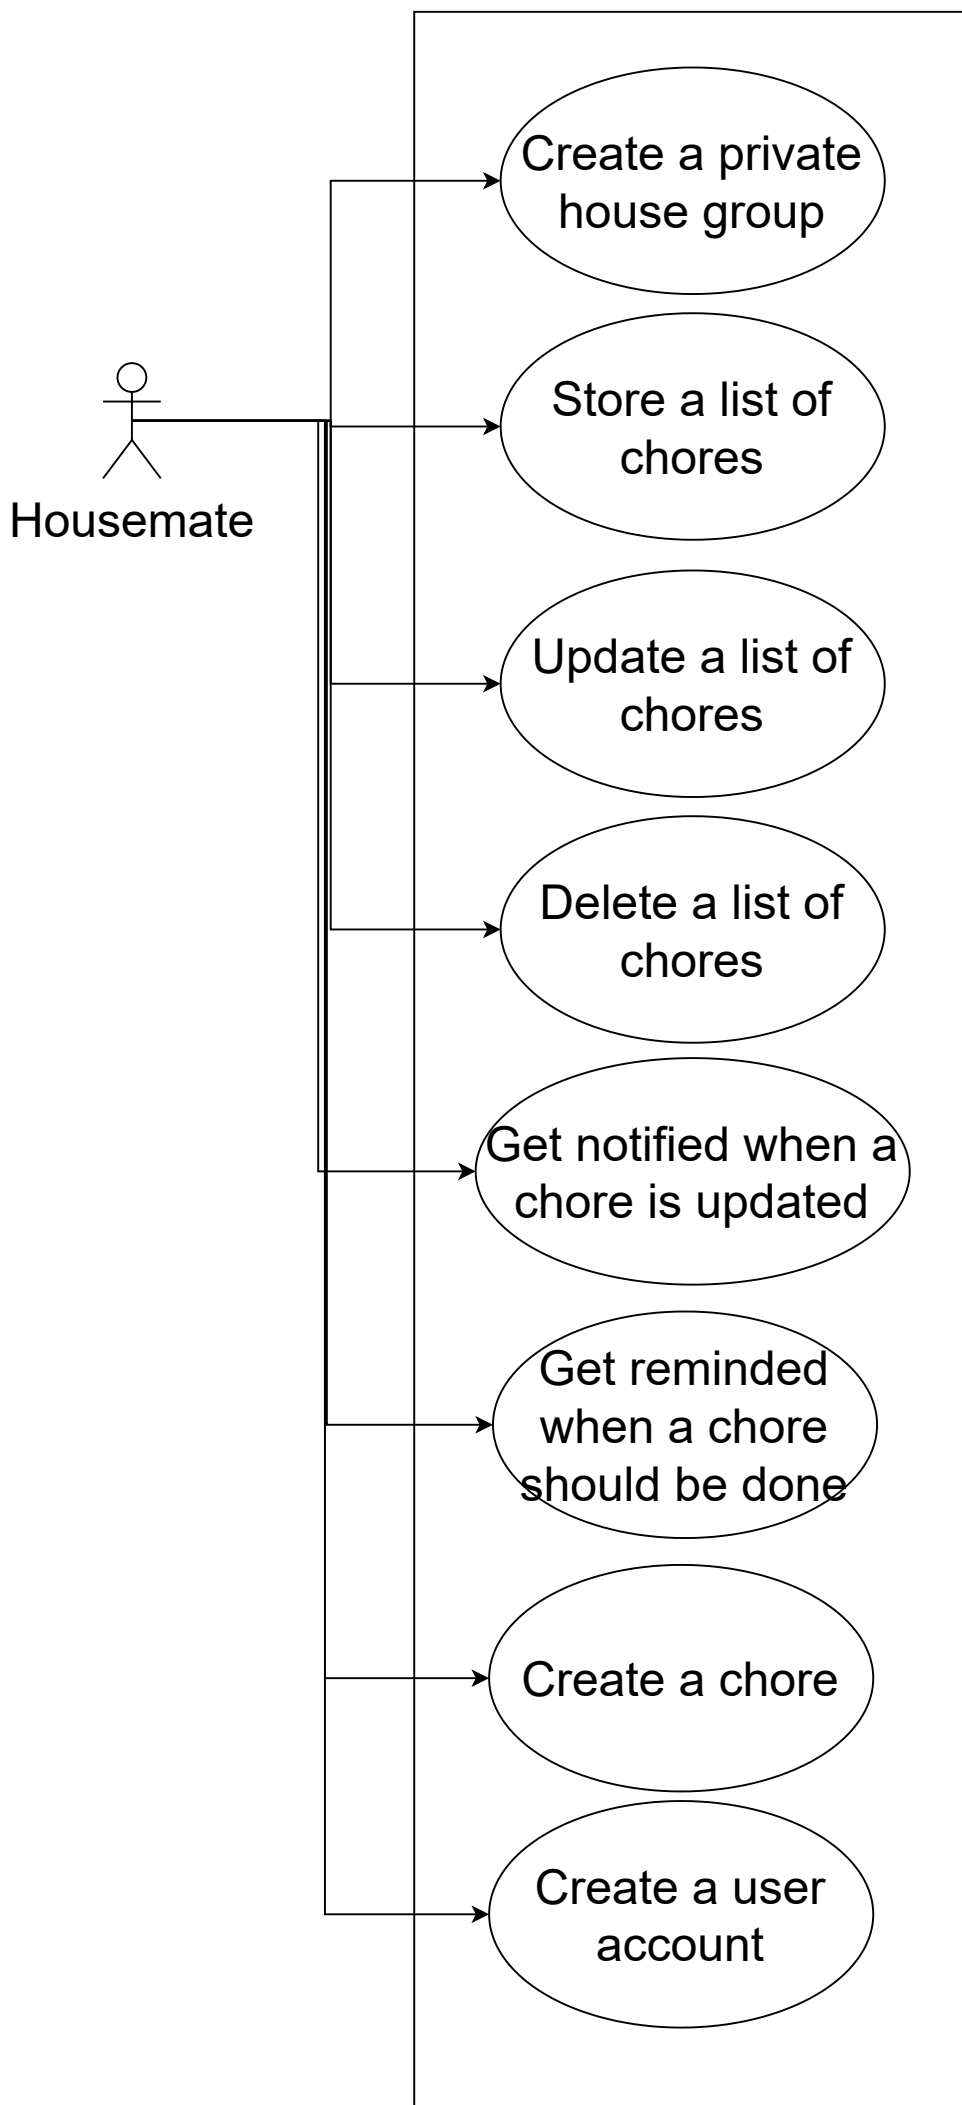 Create a private
house group
Store a list of
chores
Housemate
Update a list of
chores
Delete a list of
chores
Get notified when a
chore is updated
Get reminded
when a chore
should be done
Create a chore
Create a user
account